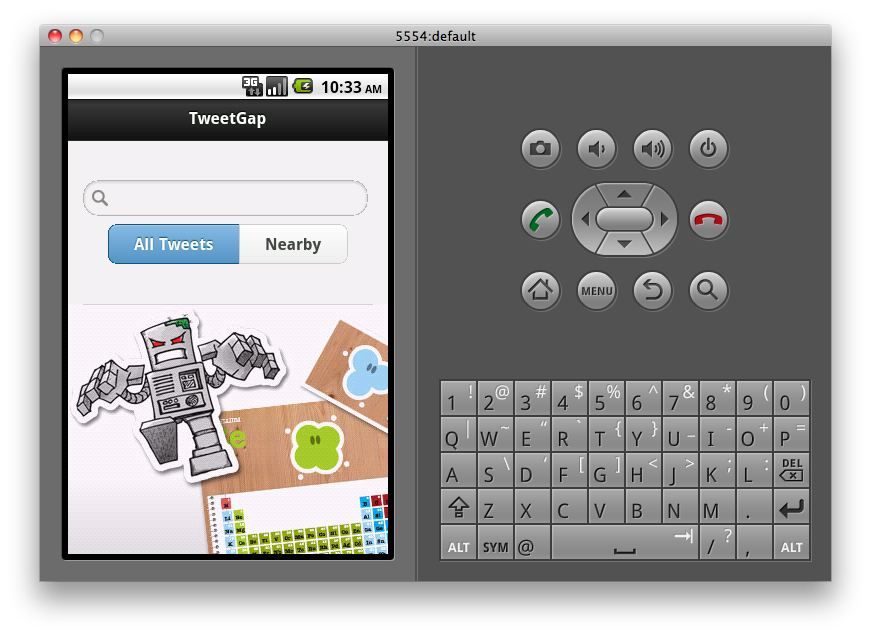 5554:default
3G 10:33 AM
TweetGap
All Tweets Nearby
MENU
1 ! 2 @ 3 # 4 $ 5 % 6 ^ 7 & 8 * 9 ( 0 )
Q | W ~ E “ R ` T { Y } U _ I - O + P =
A S \ D ‘ F [ G ] H < J > K ; L : DEL
Z X C V B N M .
ALT SYM @ / ? , ALT